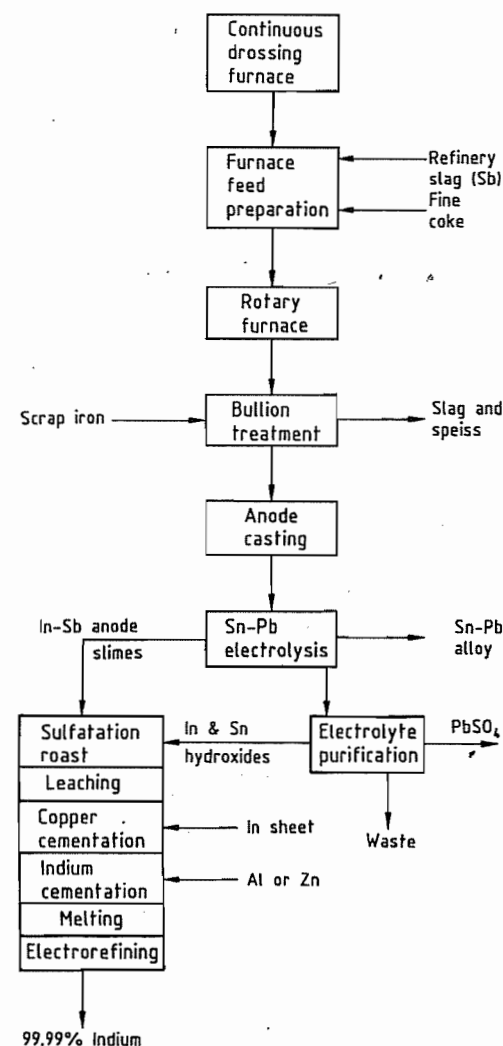 Continuous
drossing
furnace
Furnace
feed
preparation
Refinery
slag (Sb)
Fine
coke
Rotary
furnace
Scrap iron
Bullion
treatment
Slag and
speiss
Anode
casting
In-Sb anode
slimes
Sn-Pb
electrolysis
Sn-Pb
alloy
Sulfatation
roast
In & Sn
hydroxides
Electrolyte
purification
PbSO4
Leaching
Copper
cementation
In sheet
Waste
Indium
cementation
Al or Zn
Melting
Electrorefining
99.99% Indium